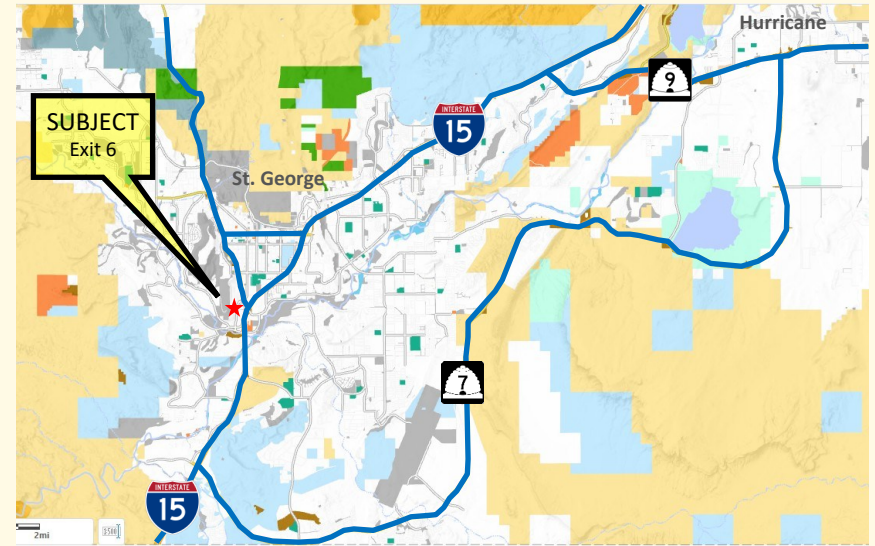 Hurricane
9
INTERSTATE
15
SUBJECT
Exit 6
St. George
7
INTERSTATE
15
2mi